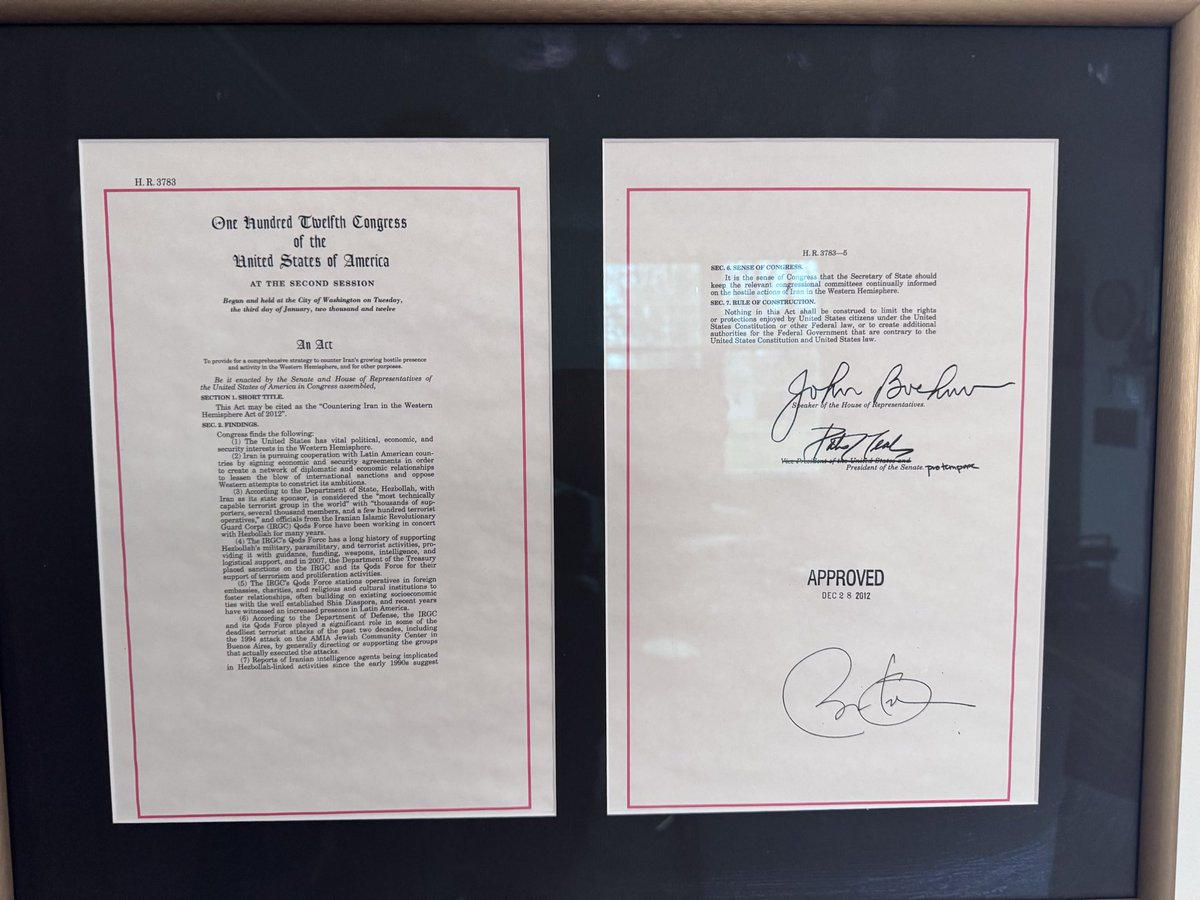 H. R. 3783
One Hundred Twelfth Congress
of the
United States of America
AT THE SECOND SESSION
Begun and held at the City of Washington on Tuesday,
the third day of January, two thousand and twelve
An Act
To provide for a comprehensive strategy to counter Iran's growing hostile presence
and activity in the Western Hemisphere, and for other purposes.
Be it enacted by the Senate and House of Representatives of
the United States of America in Congress assembled,
SECTION 1. SHORT TITLE.
This Act may be cited as the “Countering Iran in the Western
Hemisphere Act of 2012”.
SEC. 2. FINDINGS.
Congress finds the following:
(1) The United States has vital political, economic, and
security interests in the Western Hemisphere.
(2) Iran is pursuing cooperation with Latin American coun-
tries by signing economic and security agreements in order
to create a network of diplomatic and economic relationships
to lessen the blow of international sanctions and oppose
Western attempts to constrict its ambitions.
(3) According to the Department of State, Hezbollah, with
Iran as its state sponsor, is considered the “most technically
capable terrorist group in the world” with “thousands of sup-
porters, several thousand members, and a few hundred terrorist
operatives,” and officials from the Iranian Islamic Revolutionary
Guard Corps (IRGC) Qods Force have been working in concert
with Hezbollah for many years.
(4) The IRGC's Qods Force has a long history of supporting
Hezbollah's military, paramilitary, and terrorist activities, pro-
viding it with guidance, funding, weapons, intelligence, and
logistical support, and in 2007, the Department of the Treasury
placed sanctions on the IRGC and its Qods Force for their
support of terrorism and proliferation activities.
(5) The IRGC's Qods Force stations operatives in foreign
embassies, charities, and religious and cultural institutions to
foster relationships, often building on existing socioeconomic
ties with the well established Shia Diaspora, and recent years
have witnessed an increased presence in Latin America.
(6) According to the Department of Defense, the IRGC
and its Qods Force played a significant role in some of the
deadliest terrorist attacks of the past two decades, including
the 1994 attack on the AMIA Jewish Community Center in
Buenos Aires, by generally directing or supporting the groups
that actually executed the attacks.
(7) Reports of Iranian intelligence agents being implicated
in Hezbollah-linked activities since the early 1990s suggest
H. R. 3783—5
SEC. 6. SENSE OF CONGRESS.
It is the sense of Congress that the Secretary of State should
keep the relevant congressional committees continually informed
on the hostile actions of Iran in the Western Hemisphere.
SEC. 7. RULE OF CONSTRUCTION.
Nothing in this Act shall be construed to limit the rights
or protections enjoyed by United States citizens under the United
States Constitution or other Federal law, or to create additional
authorities for the Federal Government that are contrary to the
United States Constitution and United States law.
John Boehner
Speaker of the House of Representatives.
Vice President of the United States and
President of the Senate. pro tempore
APPROVED
DEC 28 2012